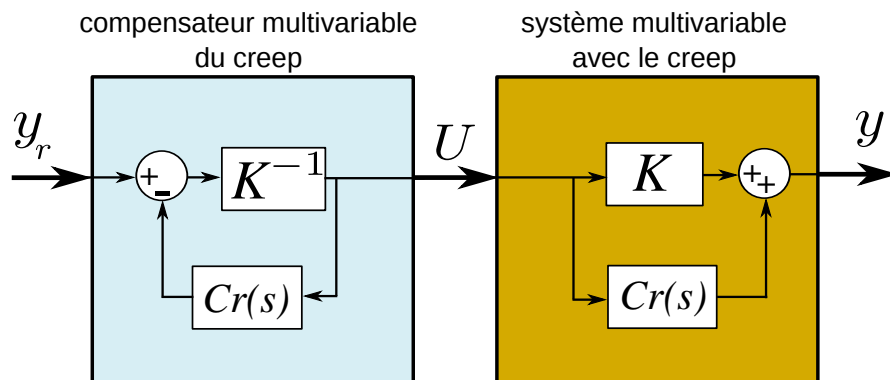 compensateur multivariable
du creep
système multivariable
avec le creep
y_r
+
-
K^{-1}
Cr(s)
U
K
Cr(s)
+
+
y